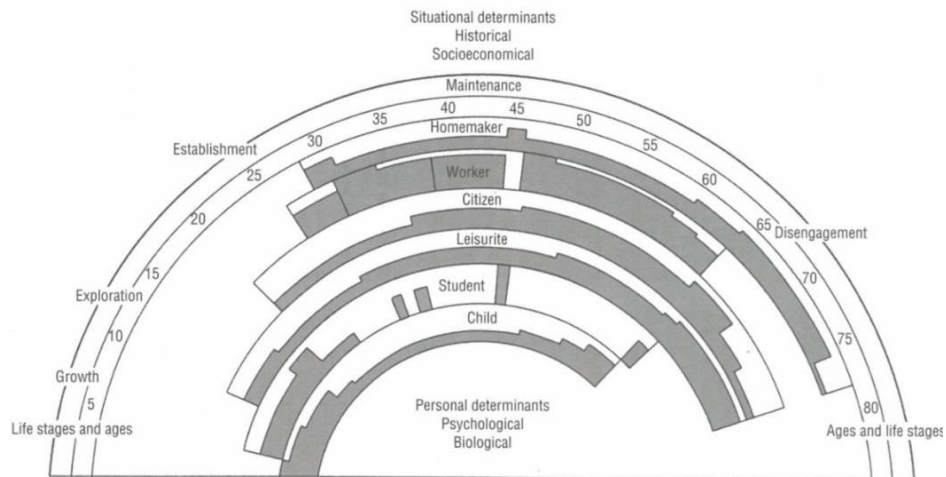 Situational determinants
Historical
Socioeconomical
Maintenance
40
45
35
50
Homemaker
30
55
Establishment
25
Worker
60
20
Citizen
65
Disengagement
Leisurite
70
15
Student
Exploration
Child
10
75
Growth
5
Personal determinants
Psychological
Biological
80
Life stages and ages
Ages and life stages